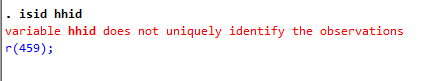 . isid hhid
variable hhid does not uniquely identify the observations
r(459);